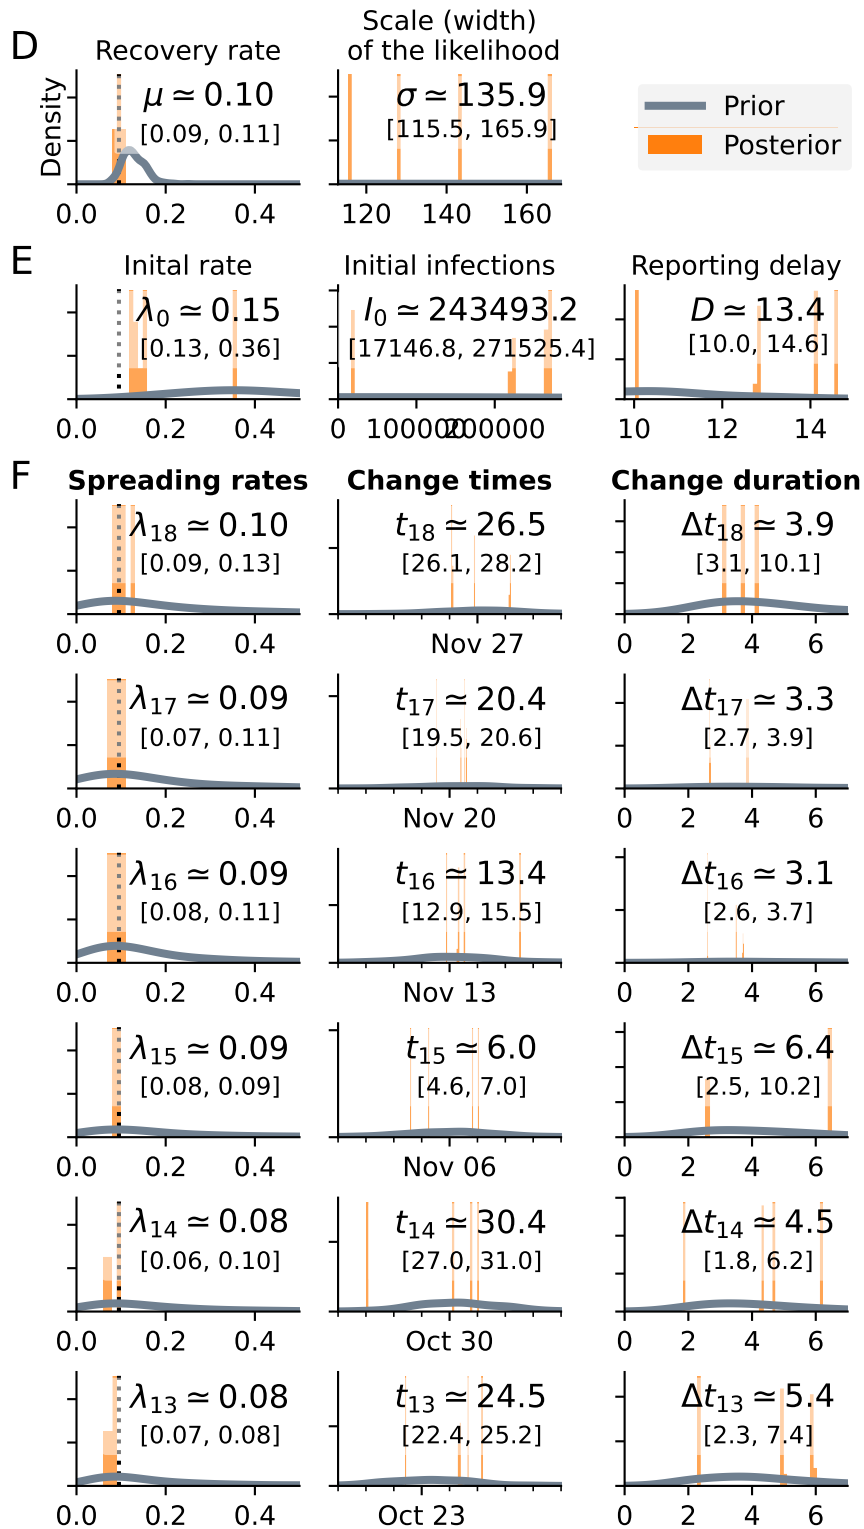 D
Recovery rate
Scale (width)
of the likelihood
Density
μ ≃ 0.10
[0.09, 0.11]
σ ≃ 135.9
[115.5, 165.9]
Prior
Posterior
0.0 0.2 0.4
120 140 160
E
Inital rate
Initial infections
Reporting delay
λ0 ≃ 0.15
[0.13, 0.36]
I0 ≃ 243493.2
[17146.8, 271525.4]
D ≃ 13.4
[10.0, 14.6]
0.0 0.2 0.4
0 100000 200000
10 12 14
F
Spreading rates
Change times
Change duration
λ18 ≃ 0.10
[0.09, 0.13]
t18 ≃ 26.5
[26.1, 28.2]
Δt18 ≃ 3.9
[3.1, 10.1]
0.0 0.2 0.4
Nov 27
0 2 4 6
λ17 ≃ 0.09
[0.07, 0.11]
t17 ≃ 20.4
[19.5, 20.6]
Δt17 ≃ 3.3
[2.7, 3.9]
0.0 0.2 0.4
Nov 20
0 2 4 6
λ16 ≃ 0.09
[0.08, 0.11]
t16 ≃ 13.4
[12.9, 15.5]
Δt16 ≃ 3.1
[2.6, 3.7]
0.0 0.2 0.4
Nov 13
0 2 4 6
λ15 ≃ 0.09
[0.08, 0.09]
t15 ≃ 6.0
[4.6, 7.0]
Δt15 ≃ 6.4
[2.5, 10.2]
0.0 0.2 0.4
Nov 06
0 2 4 6
λ14 ≃ 0.08
[0.06, 0.10]
t14 ≃ 30.4
[27.0, 31.0]
Δt14 ≃ 4.5
[1.8, 6.2]
0.0 0.2 0.4
Oct 30
0 2 4 6
λ13 ≃ 0.08
[0.07, 0.08]
t13 ≃ 24.5
[22.4, 25.2]
Δt13 ≃ 5.4
[2.3, 7.4]
0.0 0.2 0.4
Oct 23
0 2 4 6